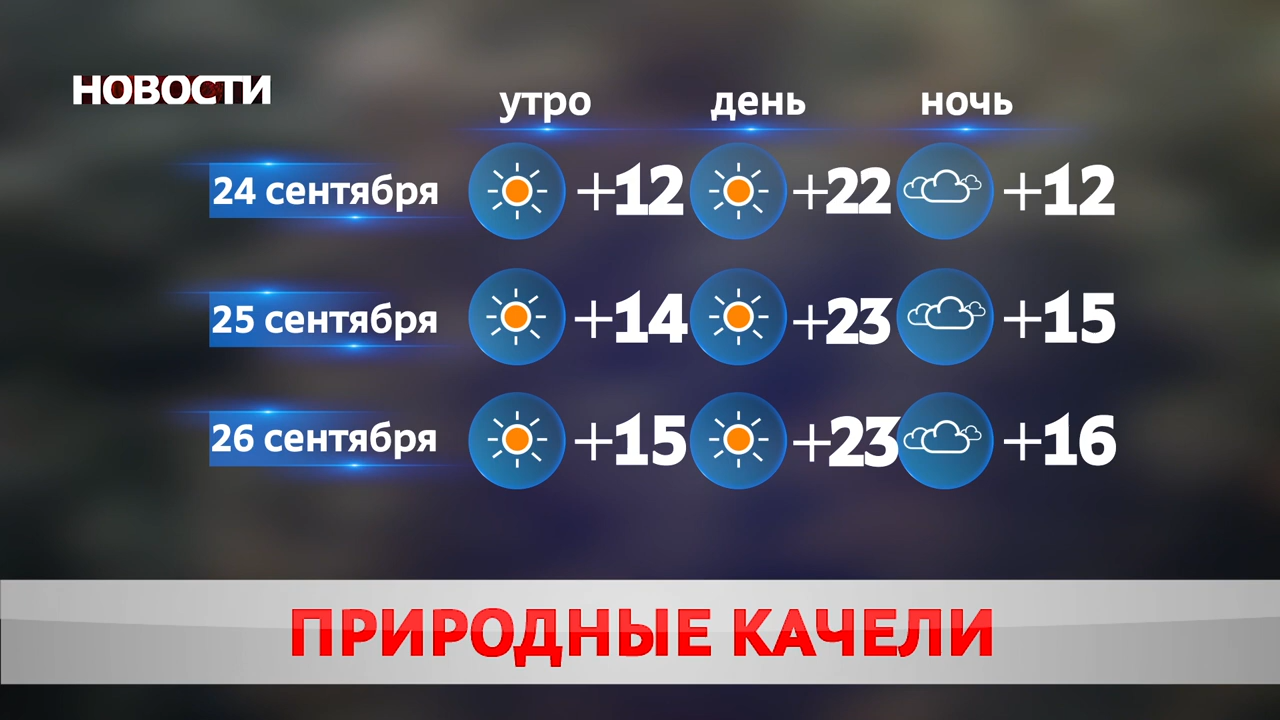 НОВОСТИ
утро день ночь
24 сентября +12 +22 +12
25 сентября +14 +23 +15
26 сентября +15 +23 +16
ПРИРОДНЫЕ КАЧЕЛИ